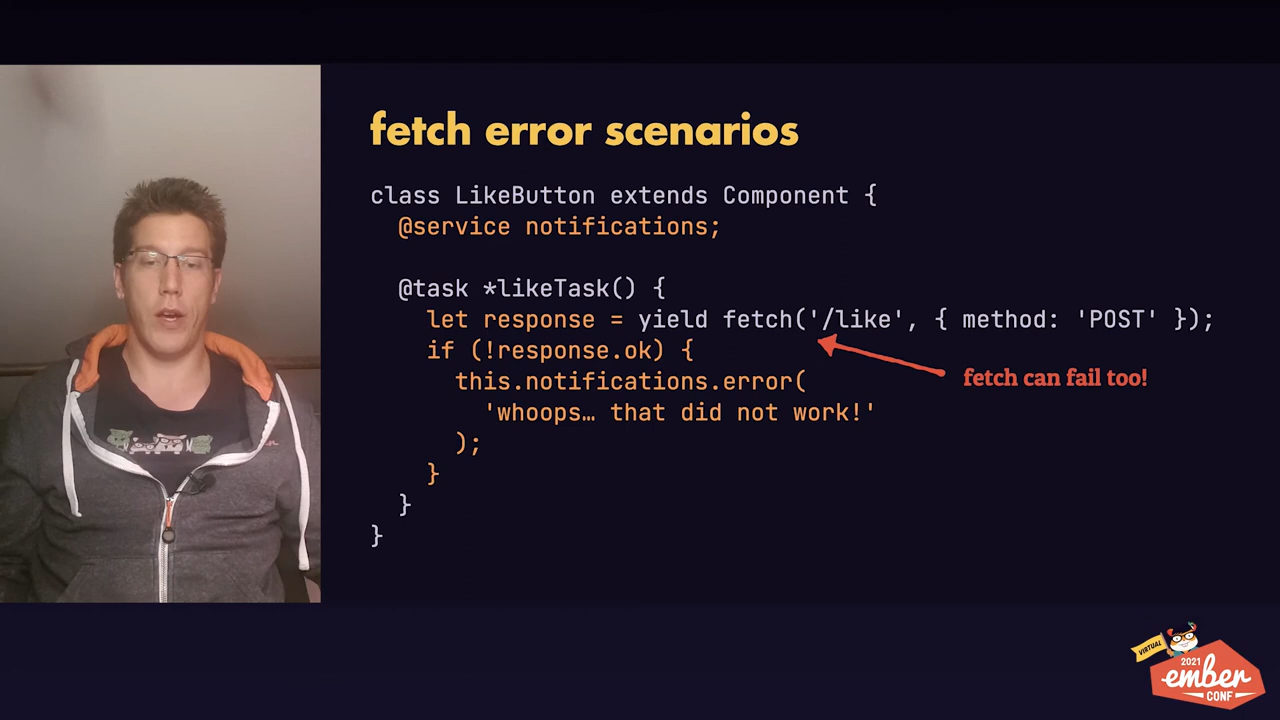 fetch error scenarios
class LikeButton extends Component {
@service notifications;
@task *likeTask() {
let response = yield fetch('/like', { method: 'POST' });
if (!response.ok) {
fetch can fail too!
this.notifications.error(
'whoops… that did not work!'
);
}
}
}
VIRTUAL
2021
ember
CONF